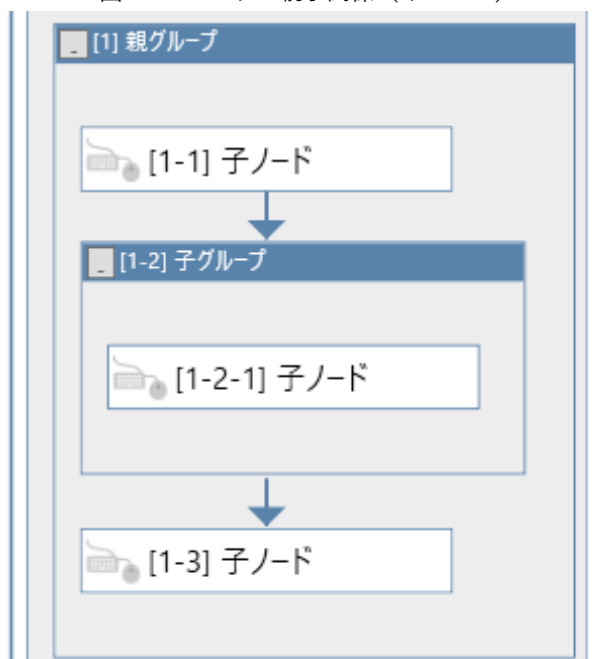 [1] 親グループ
[1-1] 子ノード
[1-2] 子グループ
[1-2-1] 子ノード
[1-3] 子ノード